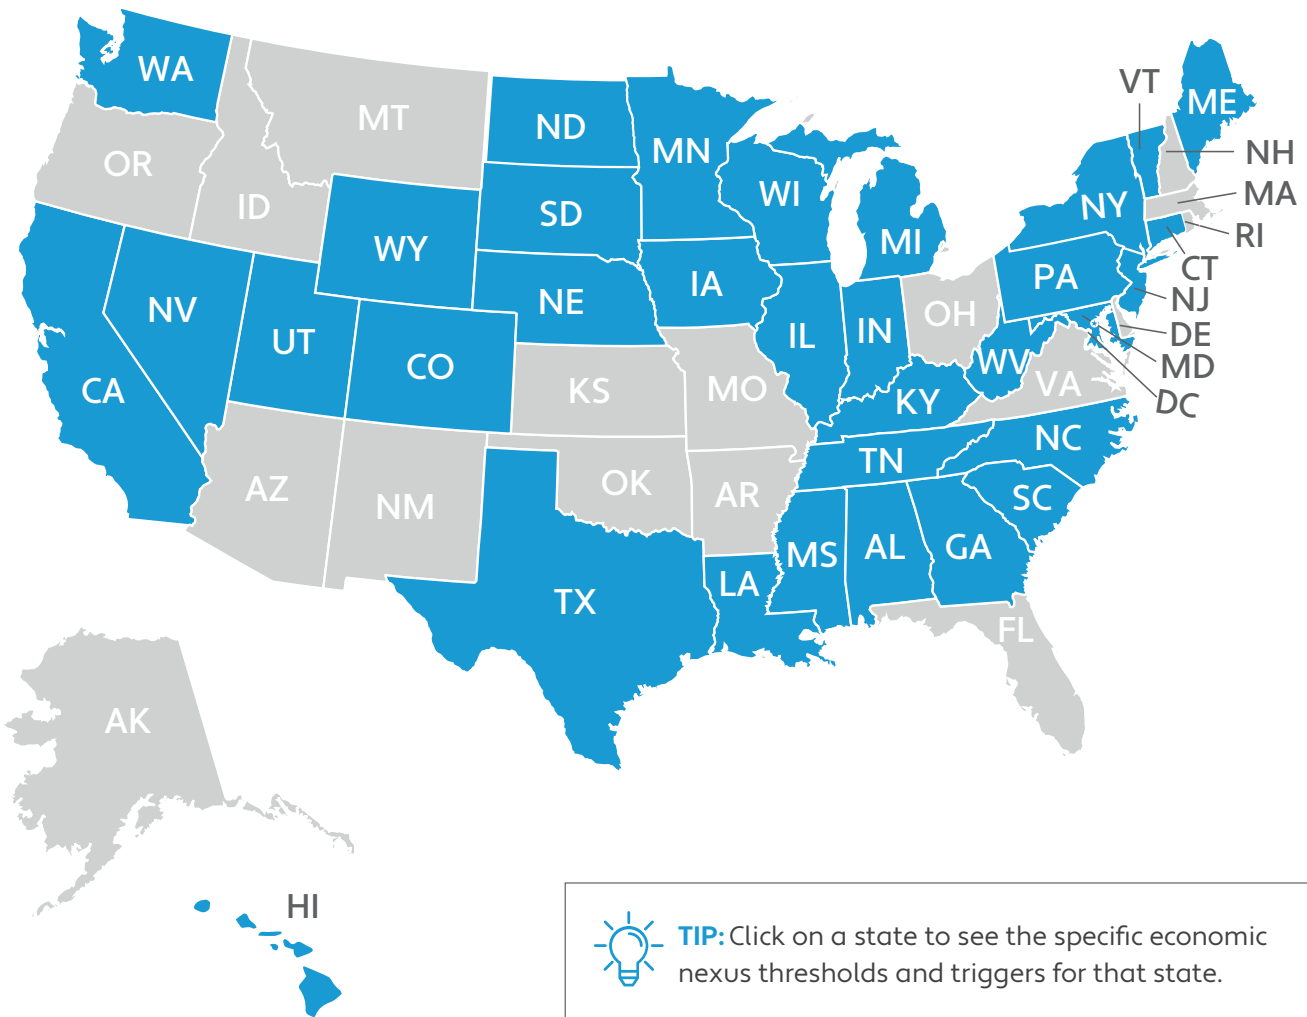 WA
MT
ND
MN
VT
ME
OR
ID
SD
WI
MI
NY
NH
MA
RI
WY
NE
IA
PA
CT
NJ
NV
UT
CO
IL
IN
OH
WV
DE
MD
DC
CA
KS
MO
KY
VA
AZ
NM
OK
AR
TN
NC
SC
TX
LA
MS
AL
GA
FL
AK
HI
TIP: Click on a state to see the specific economic
nexus thresholds and triggers for that state.